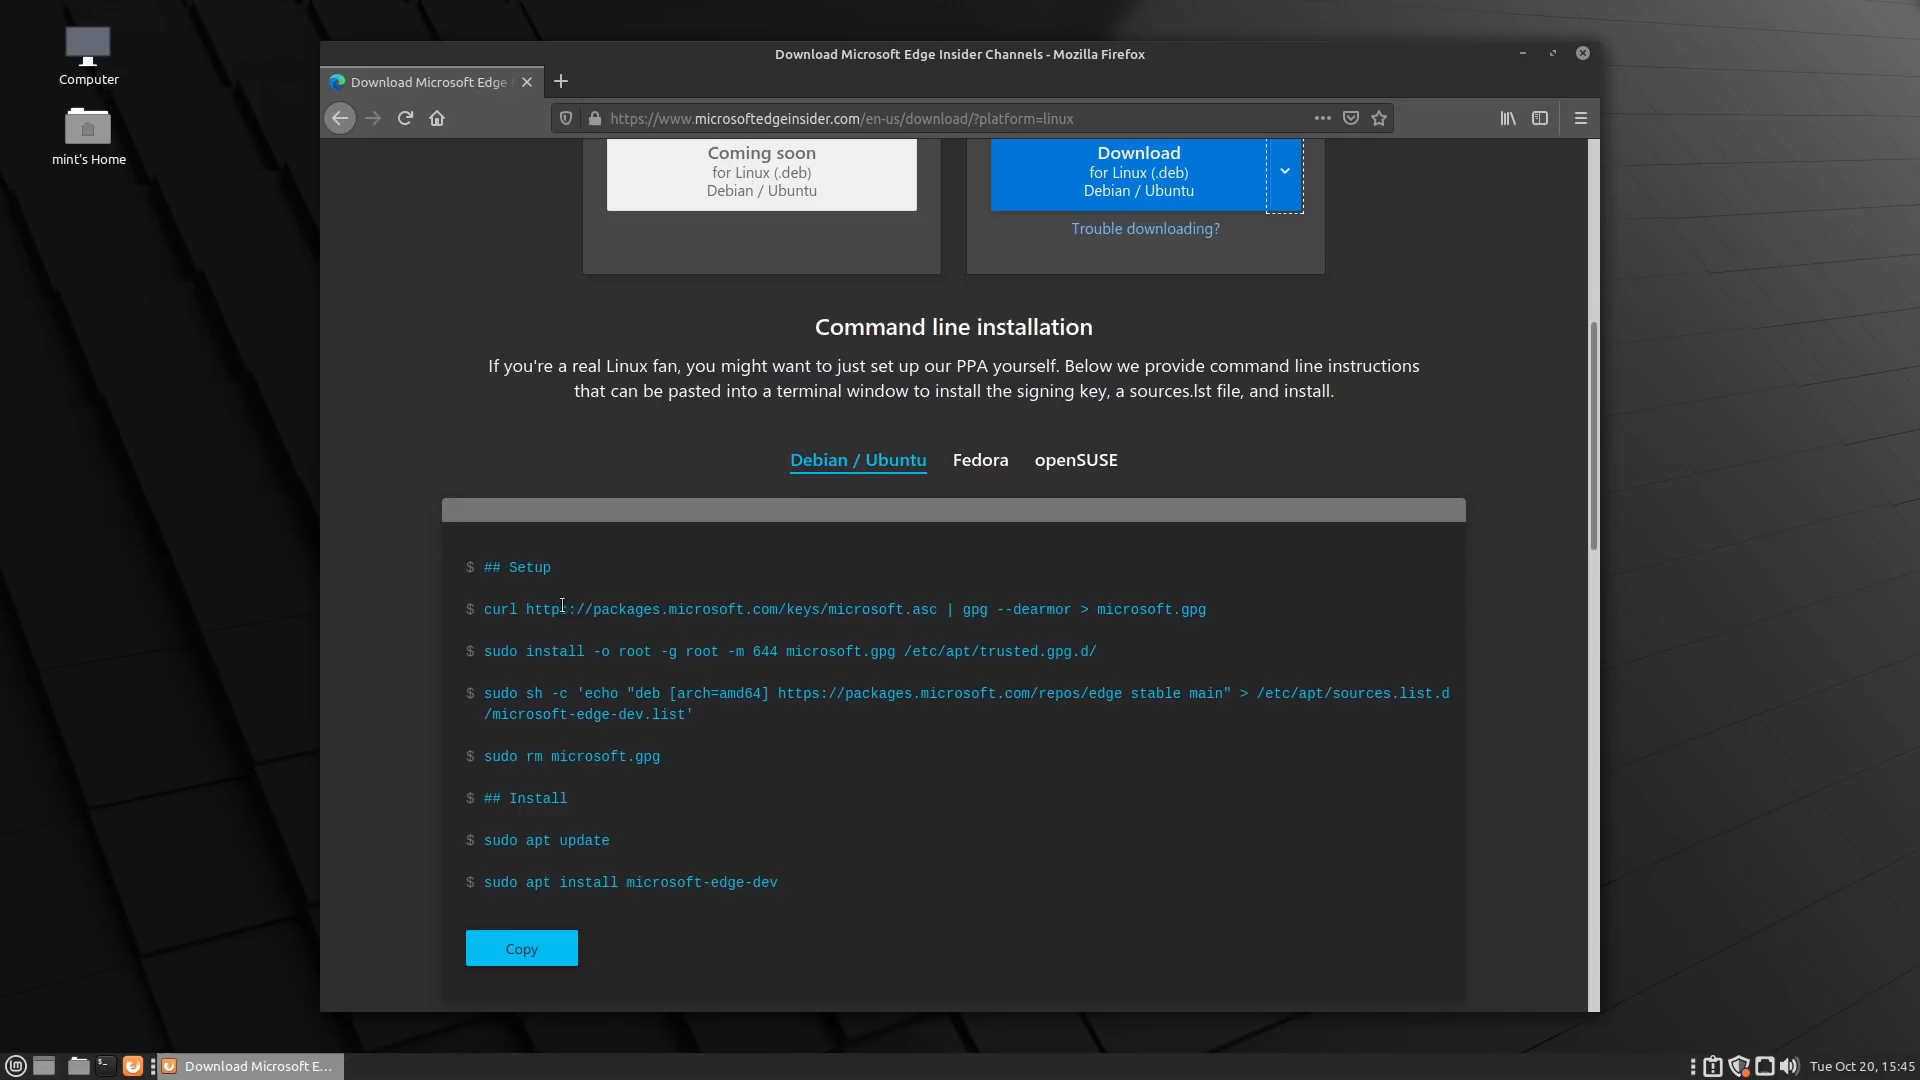 Computer
mint's Home
Download Microsoft Edge Insider Channels - Mozilla Firefox
Download Microsoft Edge
https://www.microsoftedgeinsider.com/en-us/download/?platform=linux
Coming soon
for Linux (.deb)
Debian / Ubuntu
Download
for Linux (.deb)
Debian / Ubuntu
Trouble downloading?
Command line installation
If you're a real Linux fan, you might want to just set up our PPA yourself. Below we provide command line instructions
that can be pasted into a terminal window to install the signing key, a sources.lst file, and install.
Debian / Ubuntu Fedora openSUSE
$ ## Setup
$ curl https://packages.microsoft.com/keys/microsoft.asc | gpg --dearmor > microsoft.gpg
$ sudo install -o root -g root -m 644 microsoft.gpg /etc/apt/trusted.gpg.d/
$ sudo sh -c 'echo "deb [arch=amd64] https://packages.microsoft.com/repos/edge stable main" > /etc/apt/sources.list.d
/microsoft-edge-dev.list'
$ sudo rm microsoft.gpg
$ ## Install
$ sudo apt update
$ sudo apt install microsoft-edge-dev
Copy
Download Microsoft E...
Tue Oct 20, 15:45